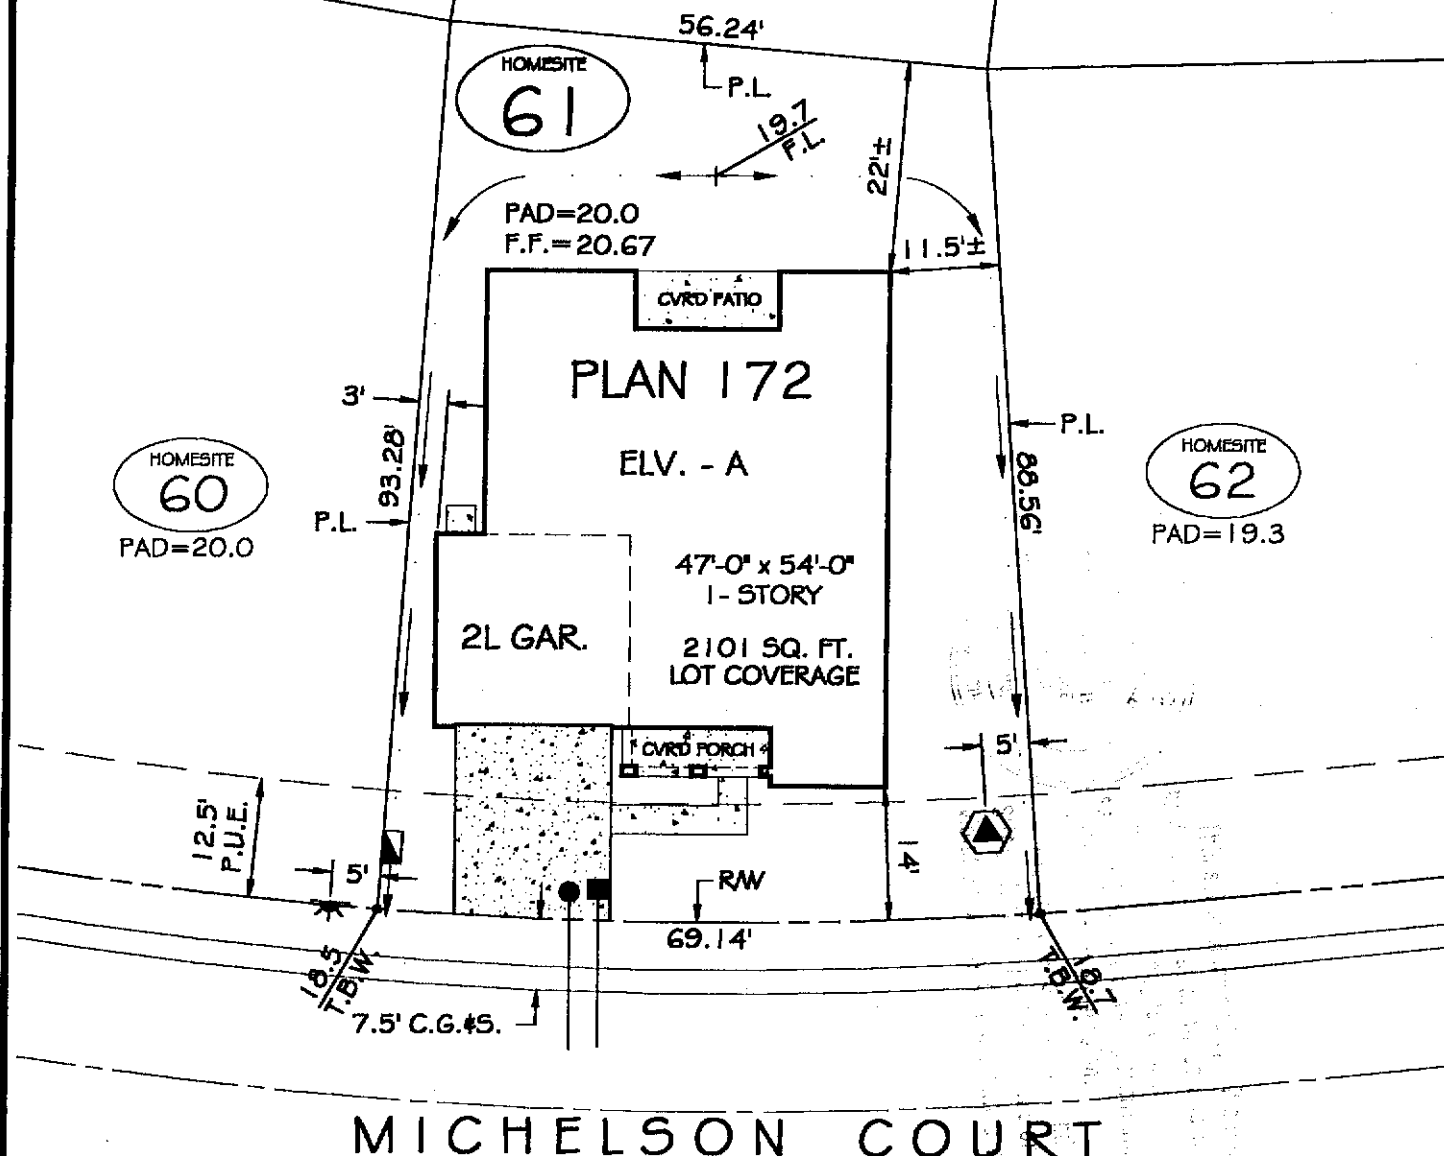 56.24'
HOMESITE
61
P.L.
19.7
F.L.
22'±
PAD=20.0
F.F.=20.67
11.5'±
CVRD PATIO
PLAN 172
3'
93.28'
P.L.
ELV. - A
HOMESITE
60
PAD=20.0
P.L.
88.56'
HOMESITE
62
PAD=19.3
47'-0" x 54'-0"
1- STORY
2L GAR.
2101 SQ. FT.
LOT COVERAGE
CVRD PORCH
5'
12.5'
P.U.E.
5'
14'
R/W
69.14'
18.5
T.B.W.
18.7
T.B.W.
7.5' C.G.&S.
MICHELSON COURT